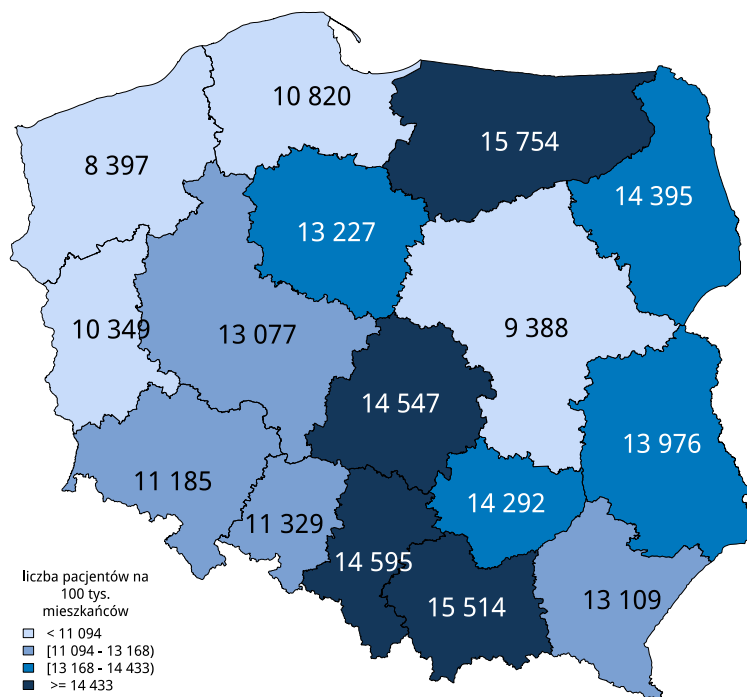 10 820
15 754
8 397
14 395
13 227
9 388
10 349
13 077
14 547
13 976
11 185
14 292
11 329
14 595
13 109
15 514
liczba pacjentów na
100 tys.
mieszkańców
< 11 094
[11 094 - 13 168)
[13 168 - 14 433)
>= 14 433